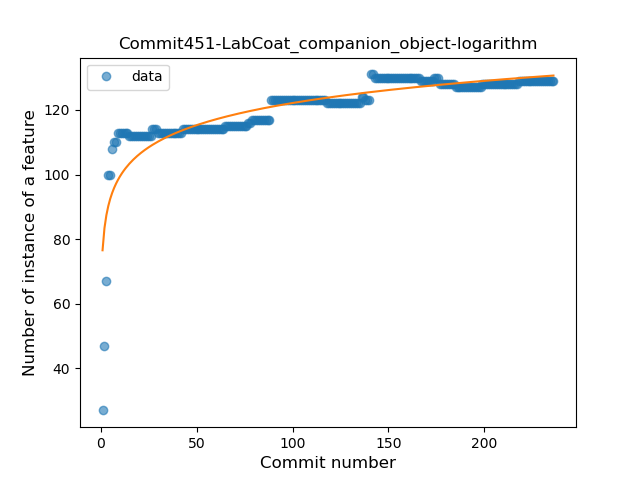 Commit451-LabCoat_companion_object-logarithm
data
Number of instance of a feature
120
100
80
60
40
0
50
100
150
200
Commit number